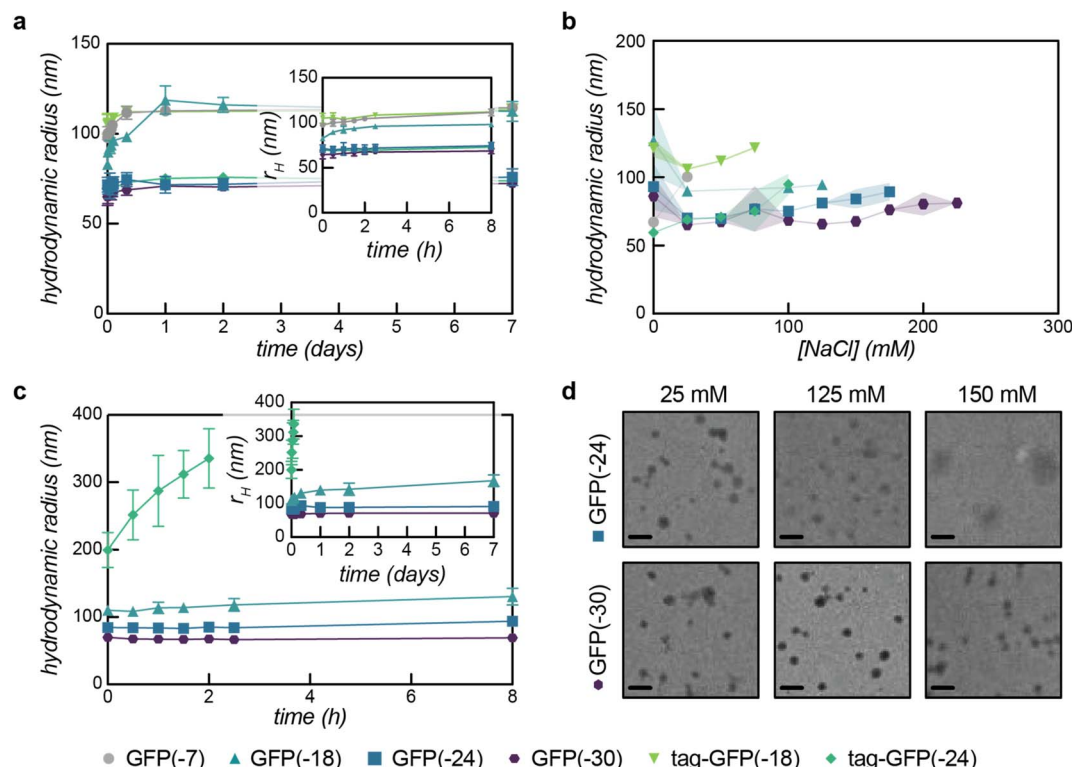 a
150
100
50
0
hydrodynamic radius (nm)
0 1 2 3 4 5 6 7
time (days)
150
100
50
0
r_H (nm)
0 2 4 6 8
time (h)
b
200
150
100
50
0
hydrodynamic radius (nm)
0 100 200 300
[NaCl] (mM)
c
400
300
200
100
0
hydrodynamic radius (nm)
0 2 4 6 8
time (h)
400
300
200
100
0
r_H (nm)
0 1 2 3 4 5 6 7
time (days)
d
25 mM 125 mM 150 mM
GFP(-24)
GFP(-30)
GFP(-7) GFP(-18) GFP(-24) GFP(-30) tag-GFP(-18) tag-GFP(-24)